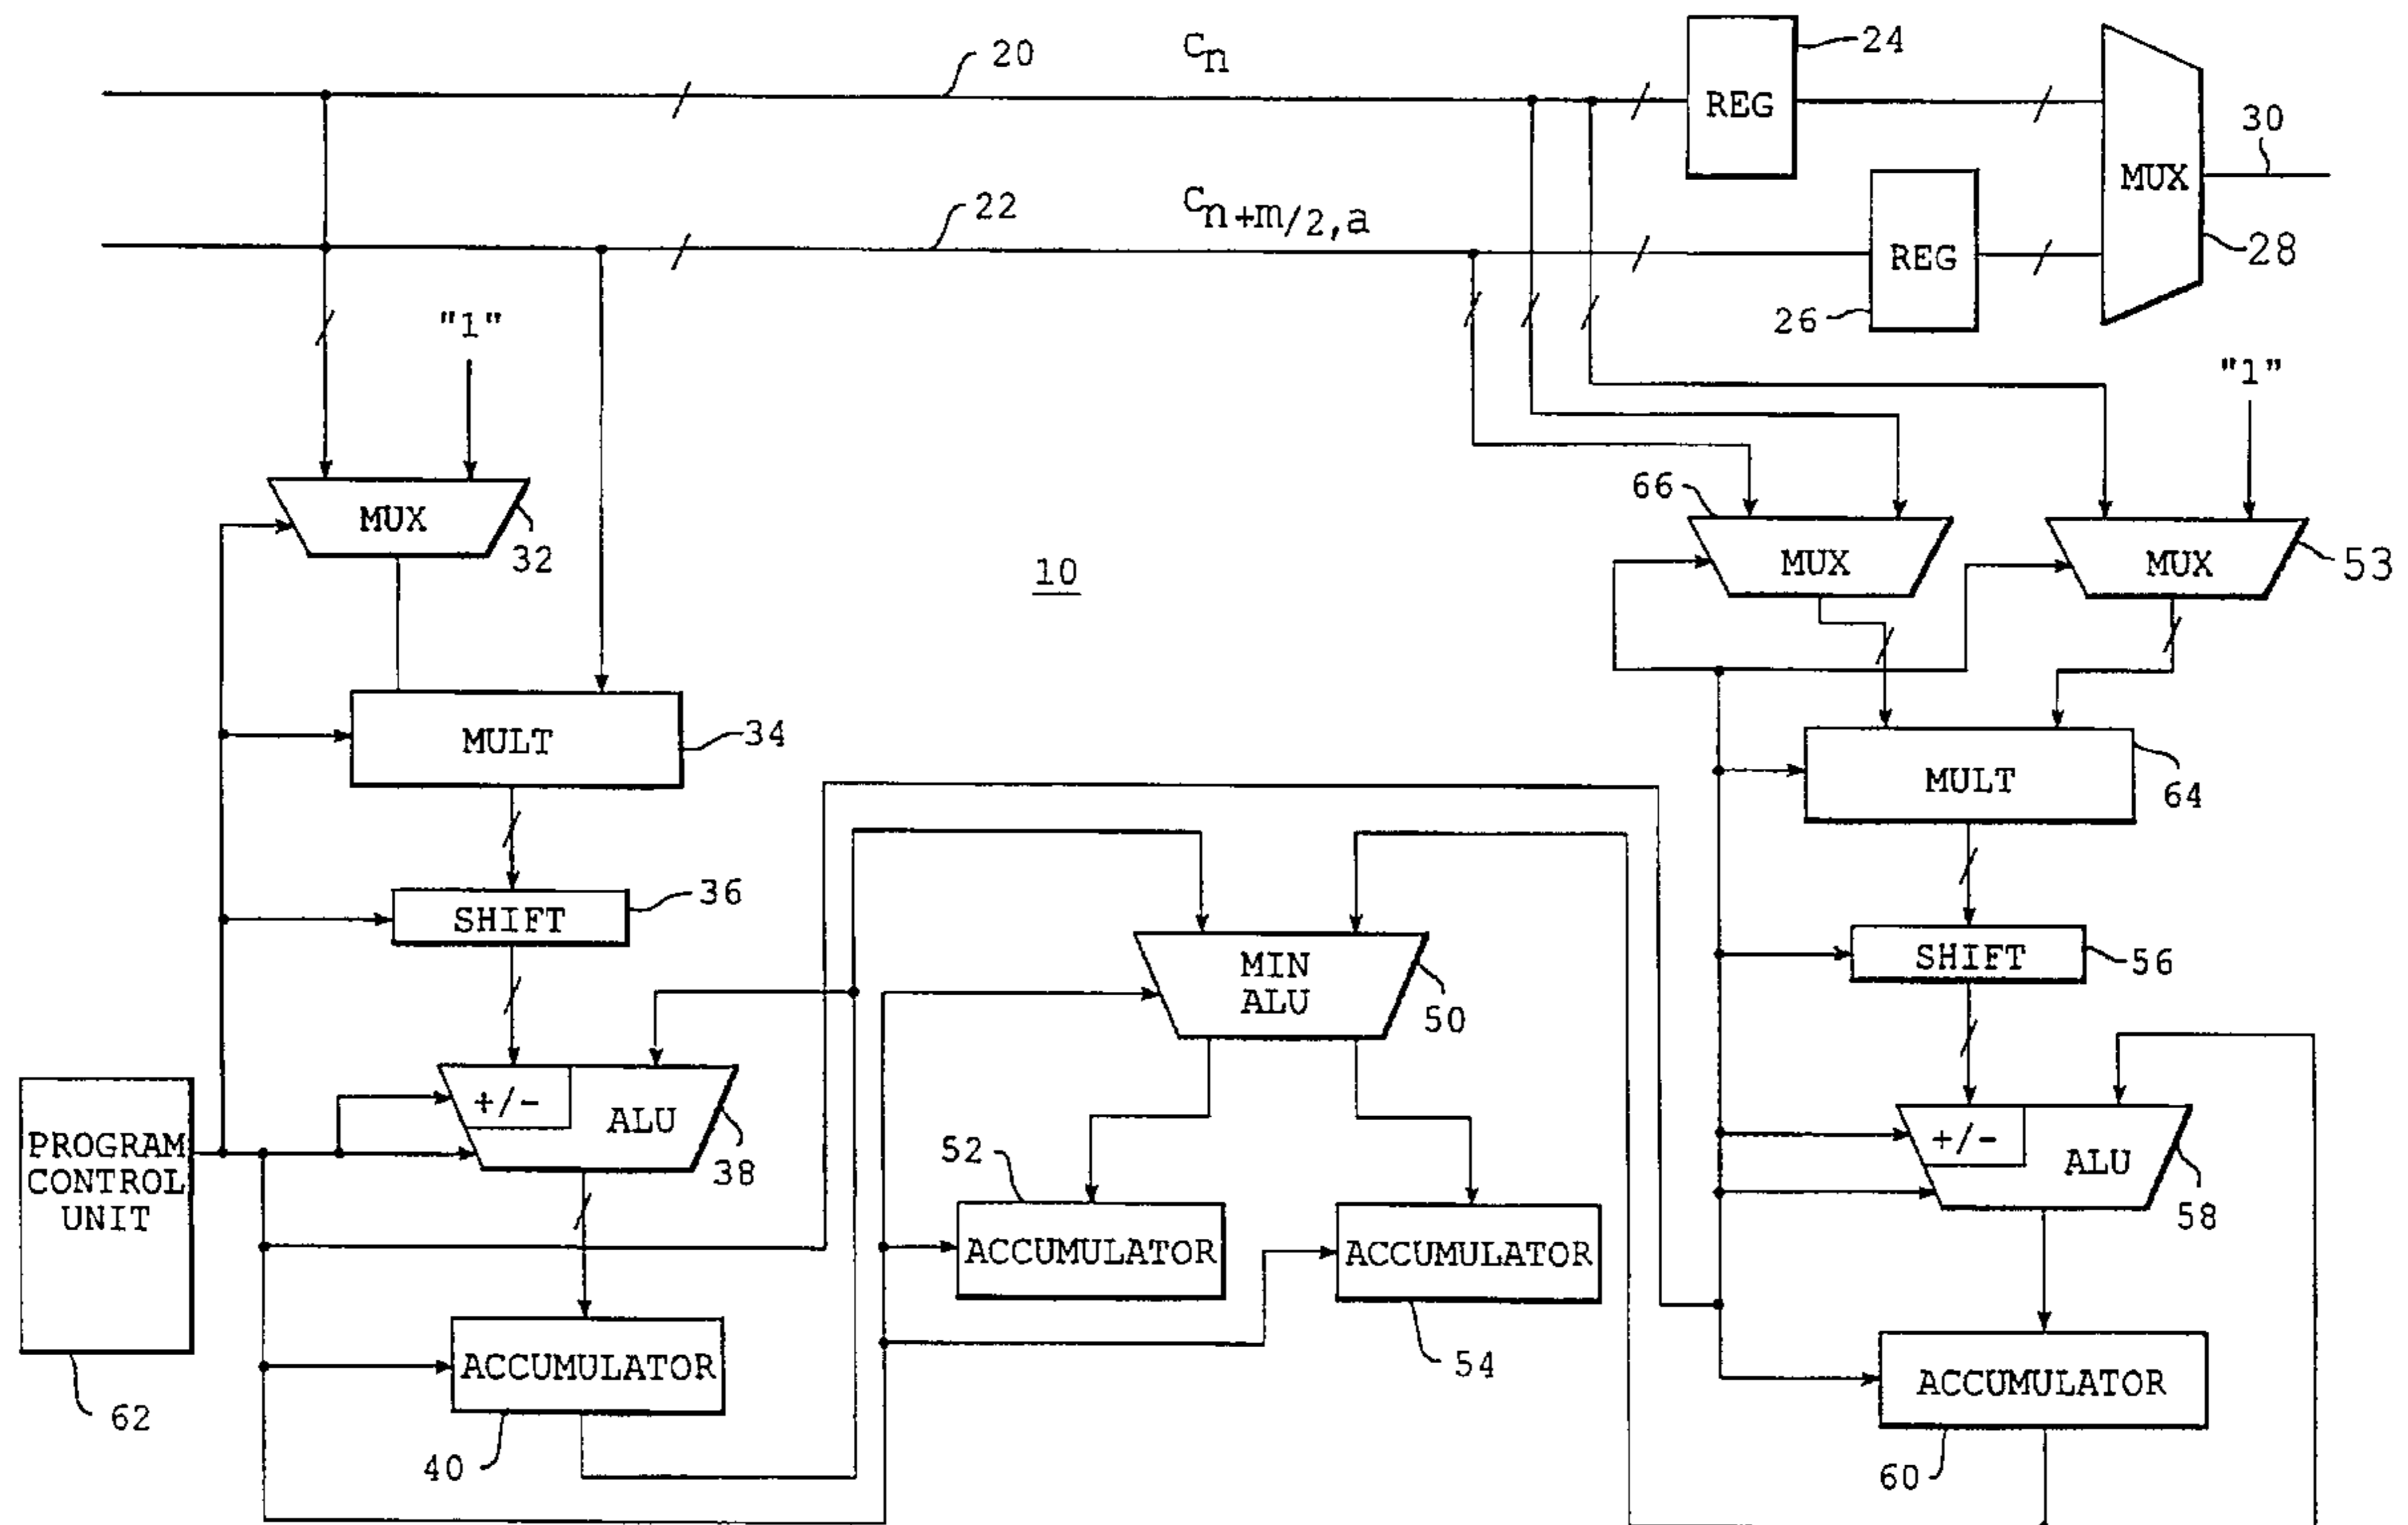 20
Cn
24
REG
30
MUX
22
Cn+m/2,a
REG
28
26
"1"
"1"
MUX
32
66
MUX
MUX
53
10
MULT
34
MULT
64
SHIFT
36
MIN
ALU
50
SHIFT
56
+/-
ALU
38
PROGRAM
CONTROL
UNIT
62
52
ACCUMULATOR
ACCUMULATOR
54
+/-
ALU
58
ACCUMULATOR
40
ACCUMULATOR
60